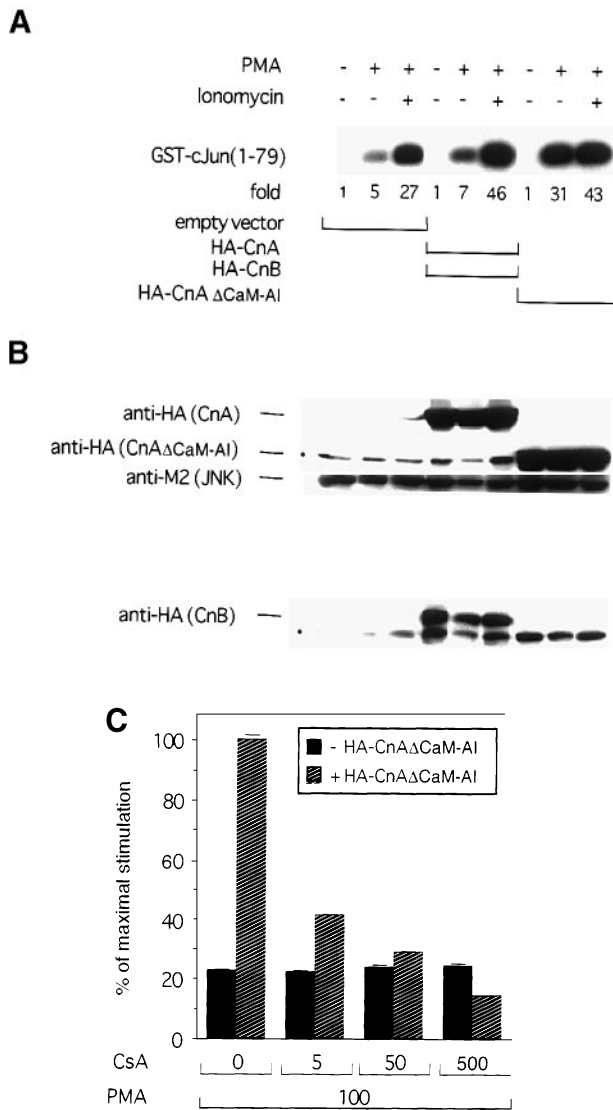 A
PMA - + + - + + - + +
Ionomycin - - + - - + - - +
GST-cJun(1-79)
fold 1 5 27 1 7 46 1 31 43
empty vector
HA-CnA
HA-CnB
HA-CnA ΔCaM-AI
B
anti-HA (CnA)
anti-HA (CnAΔCaM-AI)
anti-M2 (JNK)
anti-HA (CnB)
C
- HA-CnAΔCaM-AI
+ HA-CnAΔCaM-AI
% of maximal stimulation
100
80
60
40
20
0
CsA 0 5 50 500
PMA 100